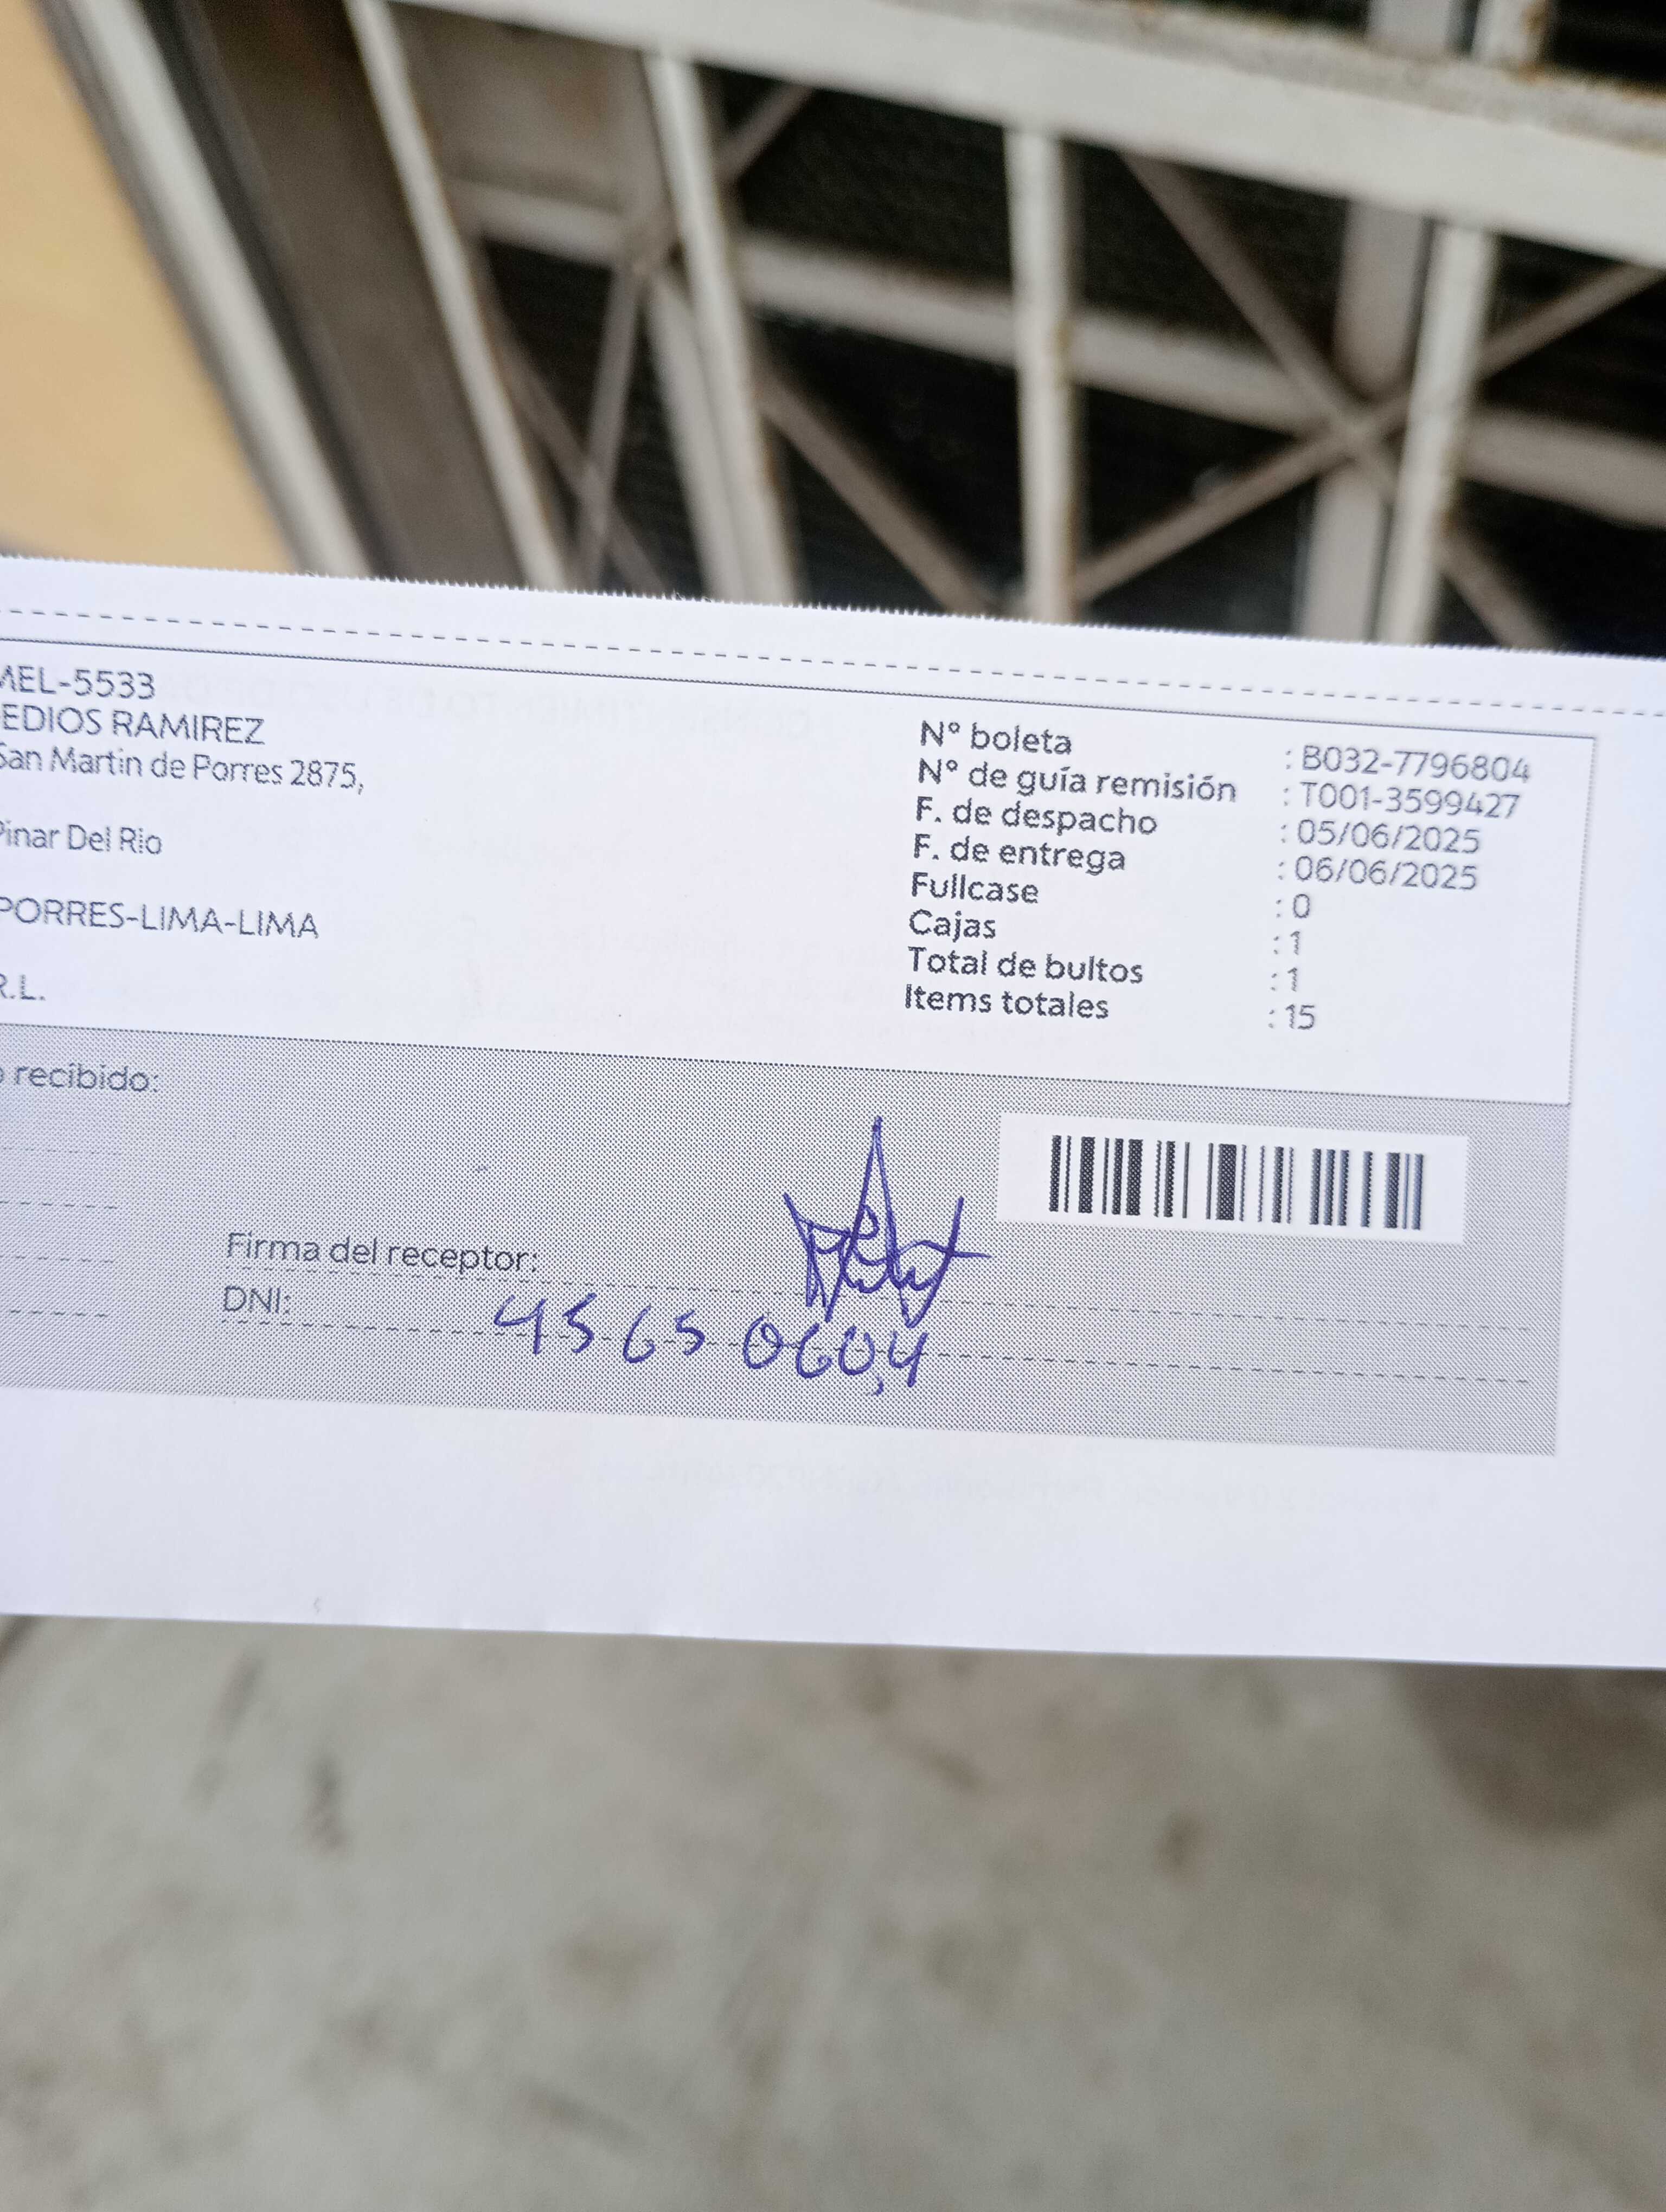 MEL-5533
EDIOS RAMIREZ
San Martin de Porres 2875,
Pinar Del Rio
PORRES-LIMA-LIMA
R.L.
N° boleta : B032-7796804
N° de guía remisión : T001-3599427
F. de despacho : 05/06/2025
F. de entrega : 06/06/2025
Fullcase : 0
Cajas : 1
Total de bultos : 1
Items totales : 15
o recibido:
Firma del receptor:
DNI: 45650604